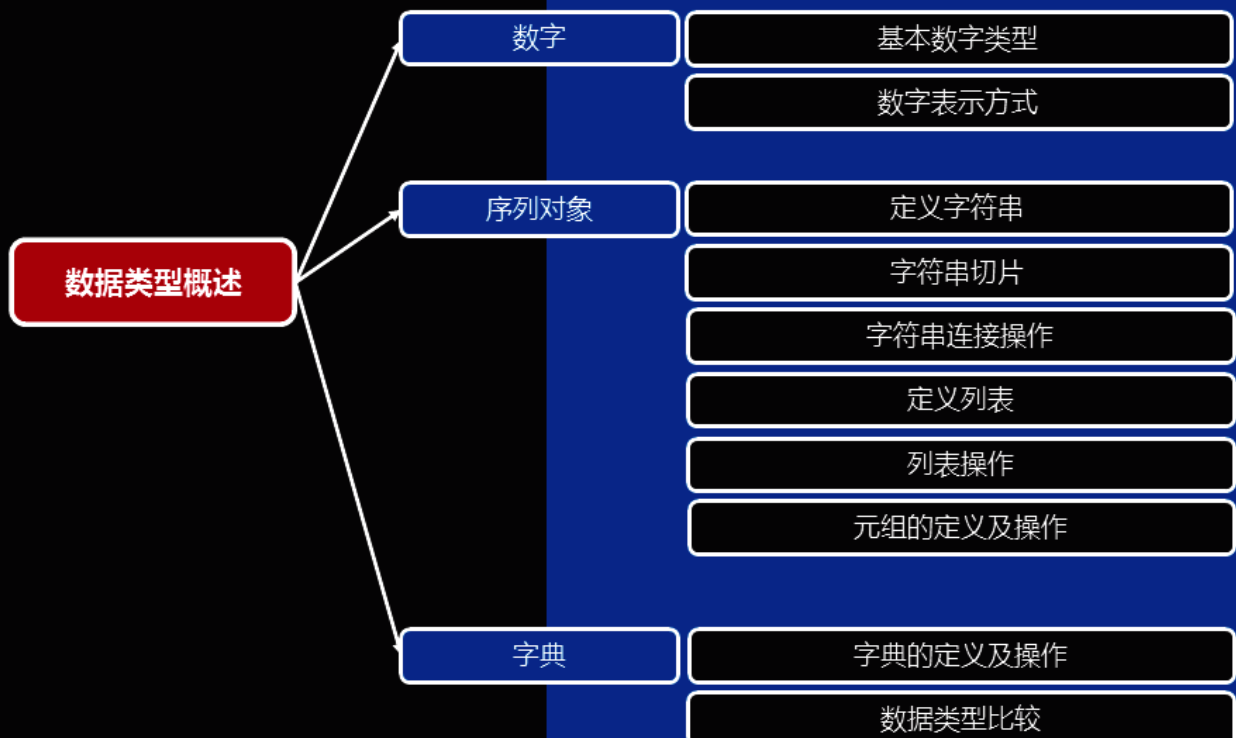 数字
基本数字类型
数字表示方式
序列对象
定义字符串
字符串切片
字符串连接操作
定义列表
列表操作
元组的定义及操作
数据类型概述
字典
字典的定义及操作
数据类型比较